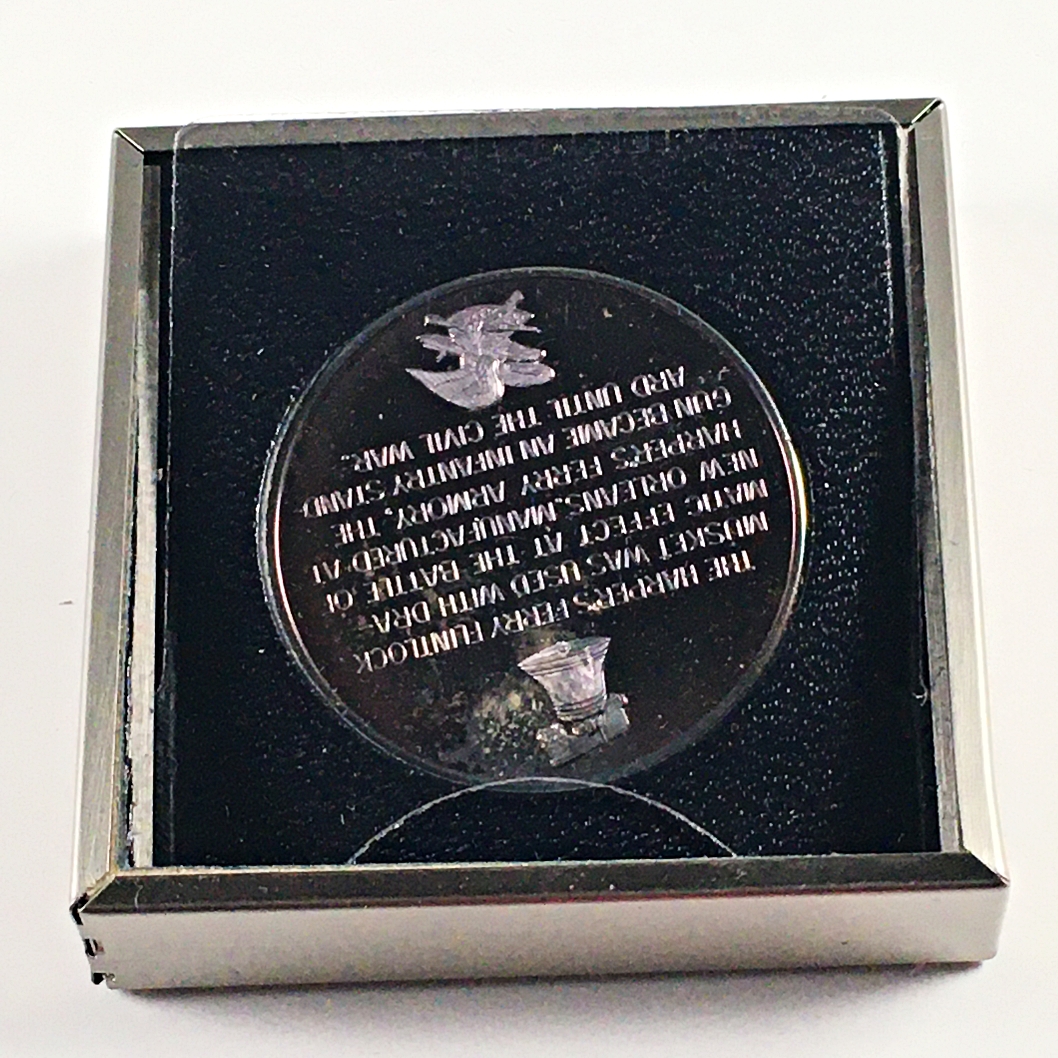 THE HARPER'S FERRY FLINTLOCK
MUSKET WAS USED WITH DRA-
MATIC EFFECT AT THE BATTLE OF
NEW ORLEANS. MANUFACTURED AT
HARPER'S FERRY ARMORY, THE
GUN BECAME AN INFANTRY STAND-
ARD UNTIL THE CIVIL WAR.